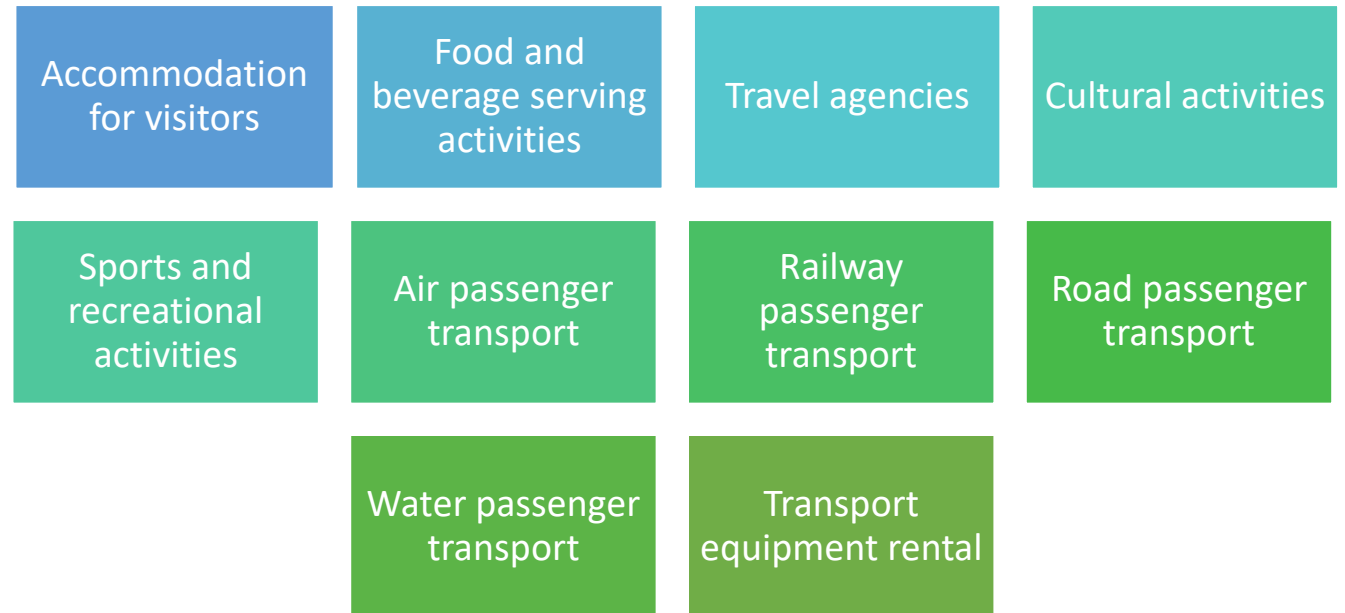 Accommodation
for visitors
Food and
beverage serving
activities
Travel agencies
Cultural activities
Sports and
recreational
activities
Air passenger
transport
Railway
passenger
transport
Road passenger
transport
Water passenger
transport
Transport
equipment rental